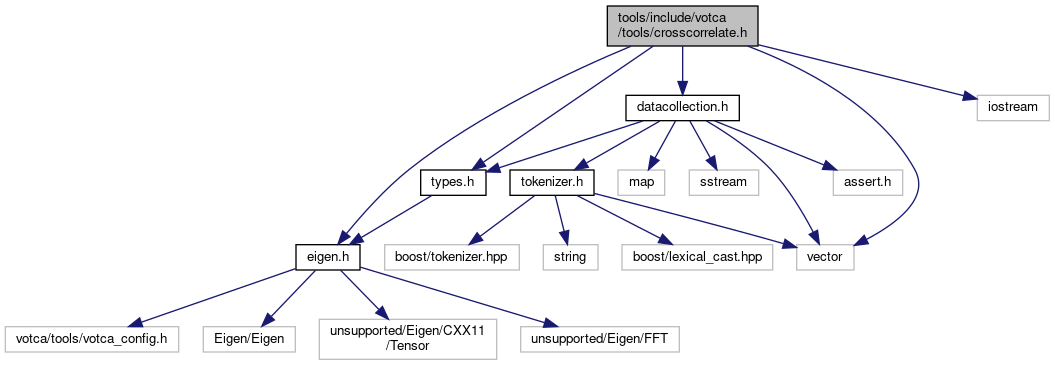 tools/include/votca
/tools/crosscorrelate.h
datacollection.h
iostream
types.h
tokenizer.h
map
sstream
assert.h
eigen.h
boost/tokenizer.hpp
string
boost/lexical_cast.hpp
vector
votca/tools/votca_config.h
Eigen/Eigen
unsupported/Eigen/CXX11
/Tensor
unsupported/Eigen/FFT